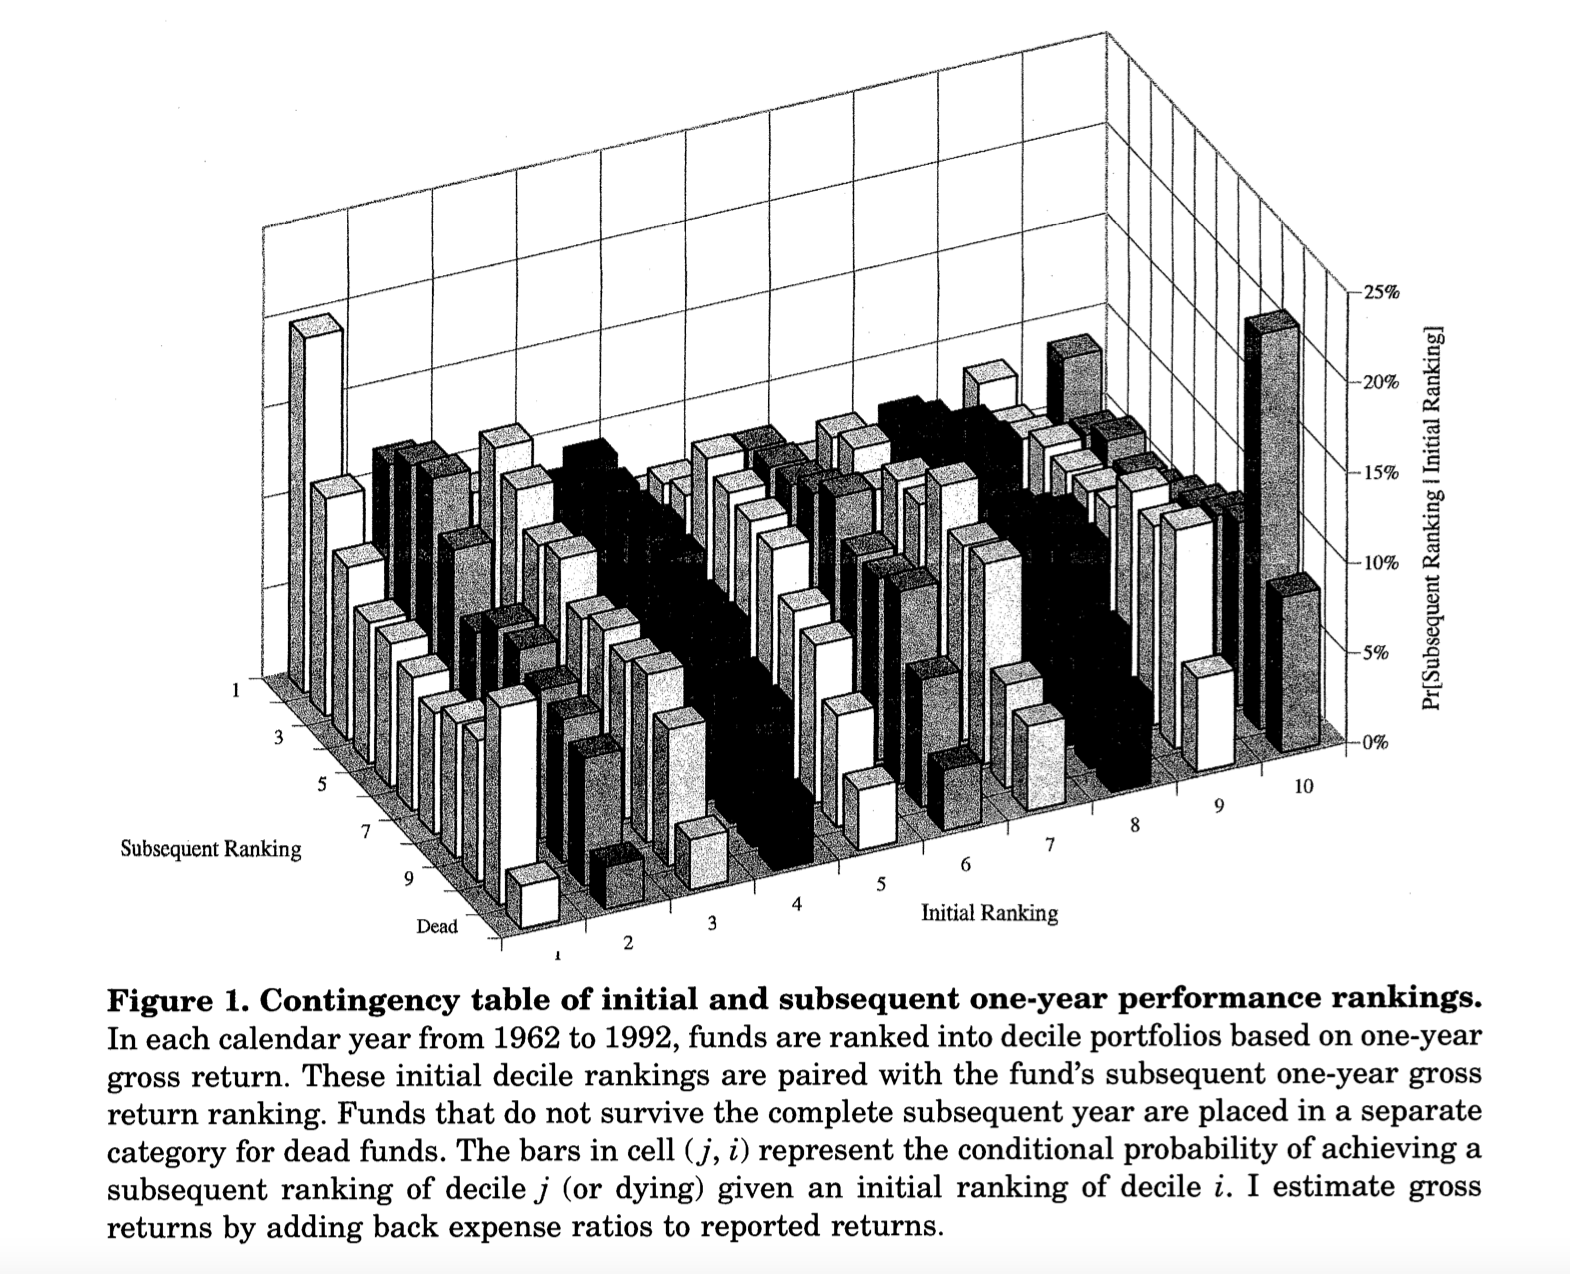 25%
20%
15%
10%
5%
0%
Pr[Subsequent Ranking | Initial Ranking]
1
3
5
7
9
Dead
Subsequent Ranking
1
2
3
4
5
6
7
8
9
10
Initial Ranking
Figure 1. Contingency table of initial and subsequent one-year performance rankings.
In each calendar year from 1962 to 1992, funds are ranked into decile portfolios based on one-year
gross return. These initial decile rankings are paired with the fund's subsequent one-year gross
return ranking. Funds that do not survive the complete subsequent year are placed in a separate
category for dead funds. The bars in cell (j, i) represent the conditional probability of achieving a
subsequent ranking of decile j (or dying) given an initial ranking of decile i. I estimate gross
returns by adding back expense ratios to reported returns.